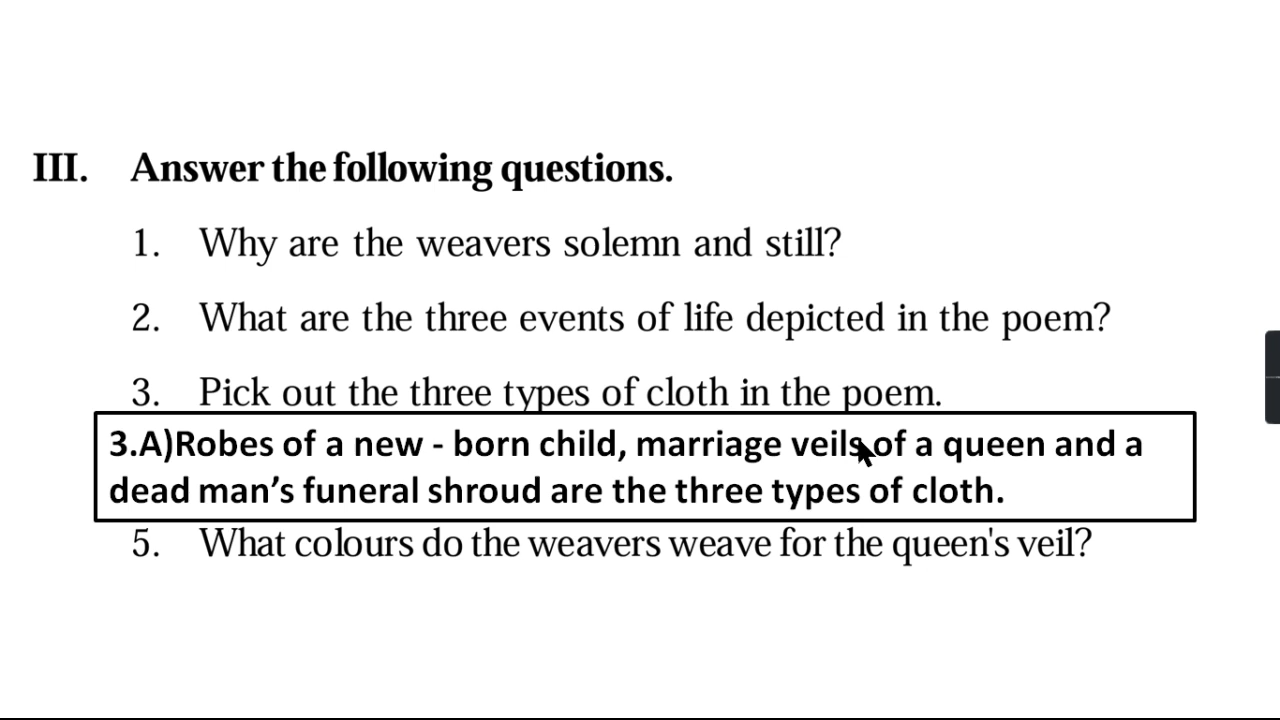 III. Answer the following questions.
1. Why are the weavers solemn and still?
2. What are the three events of life depicted in the poem?
3. Pick out the three types of cloth in the poem.
3.A)Robes of a new - born child, marriage veils of a queen and a
dead man’s funeral shroud are the three types of cloth.
5. What colours do the weavers weave for the queen's veil?